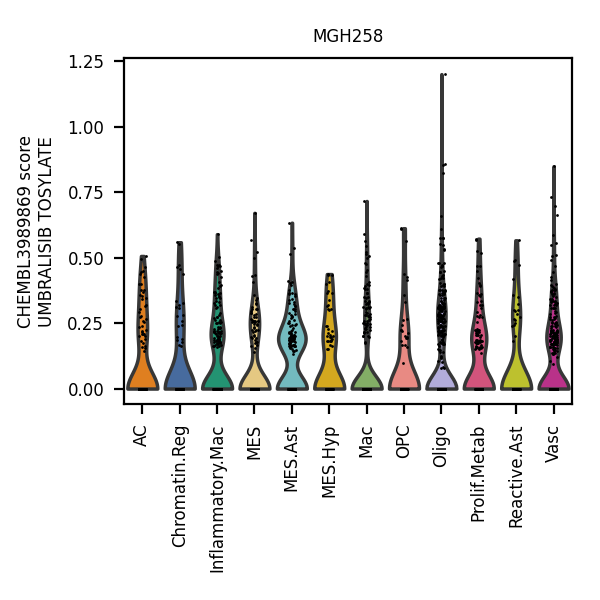 MGH258
CHEMBL3989869 score
UMBRALISIB TOSYLATE
1.25
1.00
0.75
0.50
0.25
0.00
AC
Chromatin.Reg
Inflammatory.Mac
MES
MES.Ast
MES.Hyp
Mac
OPC
Oligo
Prolif.Metab
Reactive.Ast
Vasc